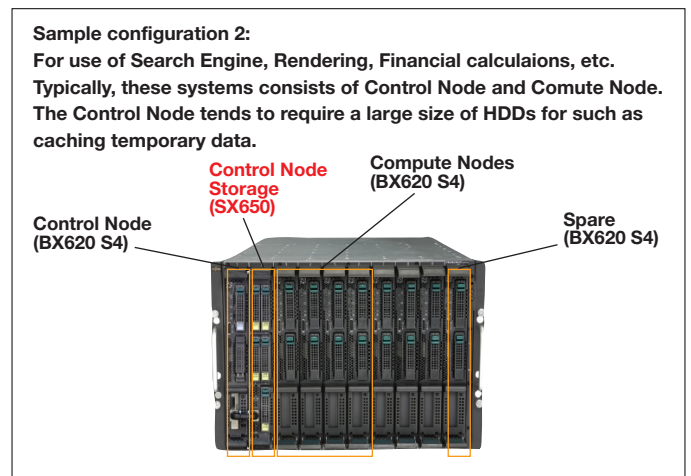 Sample configuration 2:
For use of Search Engine, Rendering, Financial calculaions, etc.
Typically, these systems consists of Control Node and Comute Node.
The Control Node tends to require a large size of HDDs for such as
caching temporary data.
Control Node
Storage
(SX650)
Compute Nodes
(BX620 S4)
Control Node
(BX620 S4)
Spare
(BX620 S4)